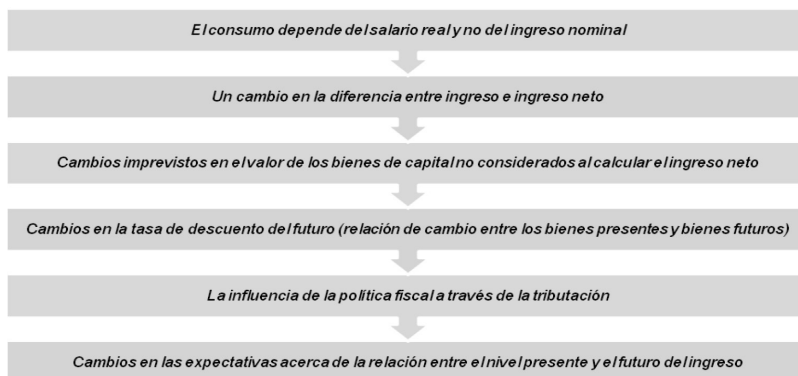 El consumo depende del salario real y no del ingreso nominal
Un cambio en la diferencia entre ingreso e ingreso neto
Cambios imprevistos en el valor de los bienes de capital no considerados al calcular el ingreso neto
Cambios en la tasa de descuento del futuro (relación de cambio entre los bienes presentes y bienes futuros)
La influencia de la política fiscal a través de la tributación
Cambios en las expectativas acerca de la relación entre el nivel presente y el futuro del ingreso